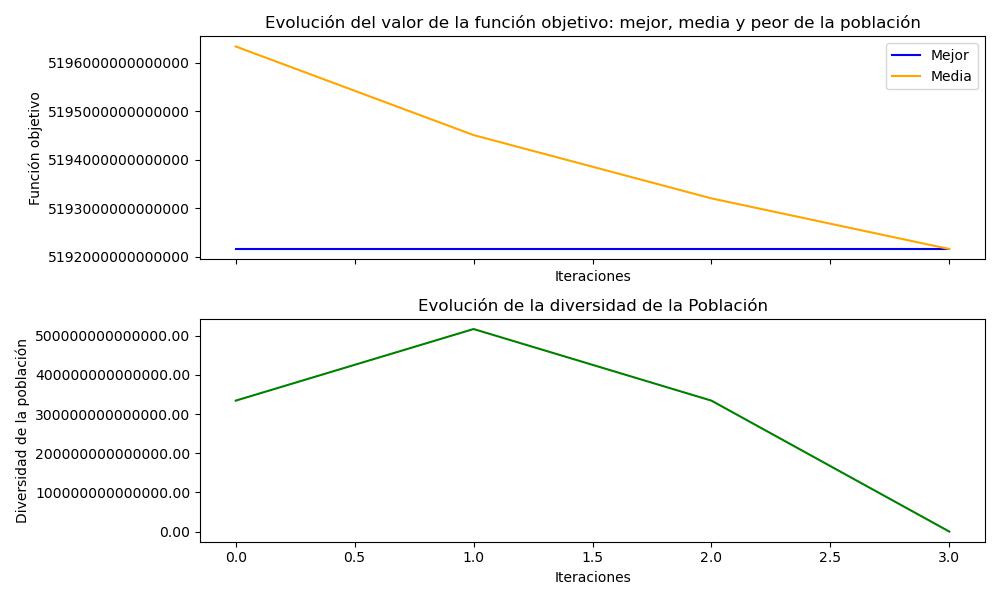 Evolución del valor de la función objetivo: mejor, media y peor de la población
Mejor
Media
5196000000000000
5195000000000000
5194000000000000
5193000000000000
5192000000000000
Función objetivo
Iteraciones
Evolución de la diversidad de la Población
500000000000000.00
400000000000000.00
300000000000000.00
200000000000000.00
100000000000000.00
0.00
Diversidad de la población
0.0 0.5 1.0 1.5 2.0 2.5 3.0
Iteraciones